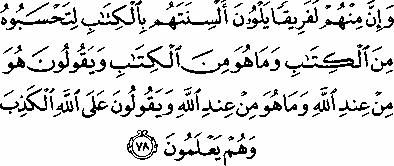 وَإِنَّ مِنْهُمْ لَفَرِيقًا يَلْوُۥنَ أَلْسِنَتَهُم بِٱلْكِتَٰبِ لِتَحْسَبُوهُ
مِنَ ٱلْكِتَٰبِ وَمَا هُوَ مِنَ ٱلْكِتَٰبِ وَيَقُولُونَ هُوَ
مِنْ عِندِ ٱللَّهِ وَمَا هُوَ مِنْ عِندِ ٱللَّهِ وَيَقُولُونَ عَلَى ٱللَّهِ ٱلْكَذِبَ
وَهُمْ يَعْلَمُونَ ﴿٧٨﴾